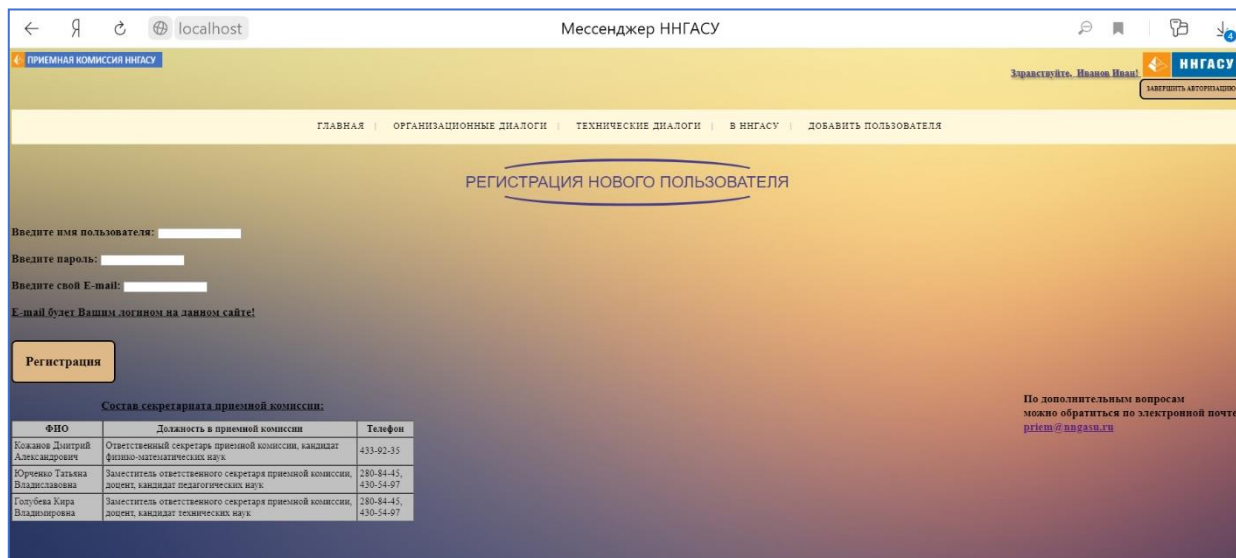 localhost
Мессенджер ННГАСУ
4
ПРИЕМНАЯ КОМИССИЯ ННГАСУ
Здравствуйте, Иванов Иван!
ННГАСУ
ЗАВЕРШИТЬ АВТОРИЗАЦИЮ
ГЛАВНАЯ | ОРГАНИЗАЦИОННЫЕ ДИАЛОГИ | ТЕХНИЧЕСКИЕ ДИАЛОГИ | В ННГАСУ | ДОБАВИТЬ ПОЛЬЗОВАТЕЛЯ
РЕГИСТРАЦИЯ НОВОГО ПОЛЬЗОВАТЕЛЯ
Введите имя пользователя:
Введите пароль:
Введите свой E-mail:
E-mail будет Вашим логином на данном сайте!
Регистрация
Состав секретариата приемной комиссии:
ФИО Должность в приемной комиссии Телефон
Кожанов Дмитрий Ответственный секретарь приемной комиссии, кандидат 433-92-35
Александрович физико-математических наук
Юрченко Татьяна Заместитель ответственного секретаря приемной комиссии, 280-84-45,
Владиславовна доцент, кандидат педагогических наук 430-54-97
Голубева Кира Заместитель ответственного секретаря приемной комиссии, 280-84-45,
Владимировна доцент, кандидат технических наук 430-54-97
По дополнительным вопросам
можно обратиться по электронной почте
priem@nngasu.ru